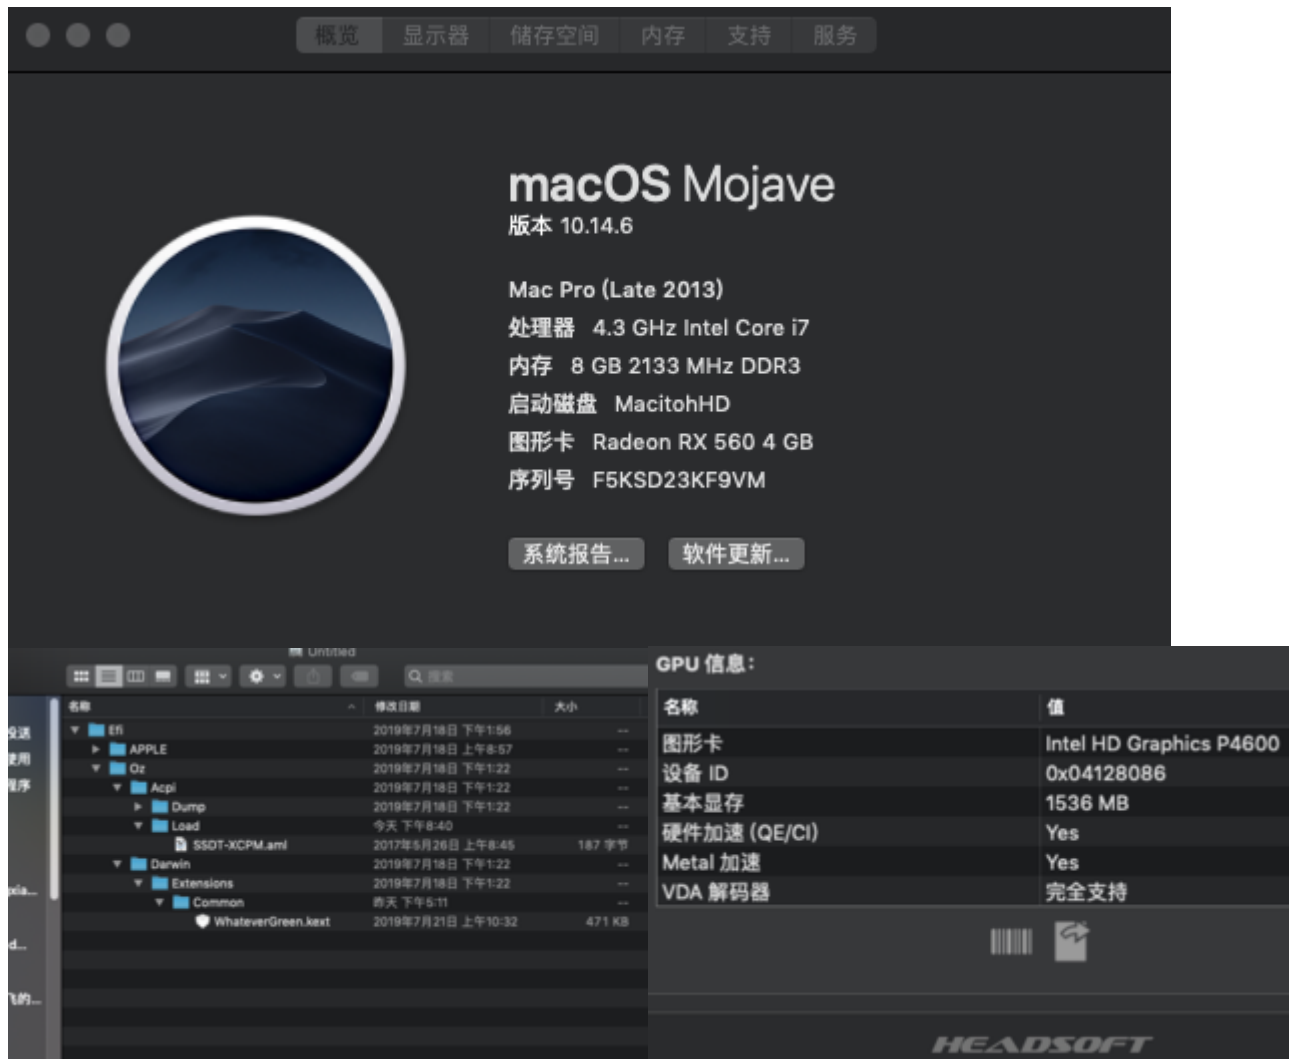 概览 显示器 储存空间 内存 支持 服务
macOS Mojave
版本 10.14.6
Mac Pro (Late 2013)
处理器 4.3 GHz Intel Core i7
内存 8 GB 2133 MHz DDR3
启动磁盘 MacitohHD
图形卡 Radeon RX 560 4 GB
序列号 F5KSD23KF9VM
系统报告... 软件更新...
Untitled
搜索
名称 修改日期 大小
Efi 2019年7月18日 下午1:56 --
APPLE 2019年7月18日 上午8:57 --
Oz 2019年7月18日 下午1:22 --
Acpi 2019年7月18日 下午1:22 --
Dump 2019年7月18日 下午1:22 --
Load 今天 下午8:40 --
SSDT-XCPM.aml 2017年5月26日 上午8:45 187 字节
Darwin 2019年7月18日 下午1:22 --
Extensions 2019年7月18日 下午1:22 --
Common 昨天 下午5:11 --
WhateverGreen.kext 2019年7月21日 上午10:32 471 KB
使用
程序
d...
飞的...
GPU 信息:
名称 值
图形卡 Intel HD Graphics P4600
设备 ID 0x04128086
基本显存 1536 MB
硬件加速 (QE/CI) Yes
Metal 加速 Yes
VDA 解码器 完全支持
HEADSOFT